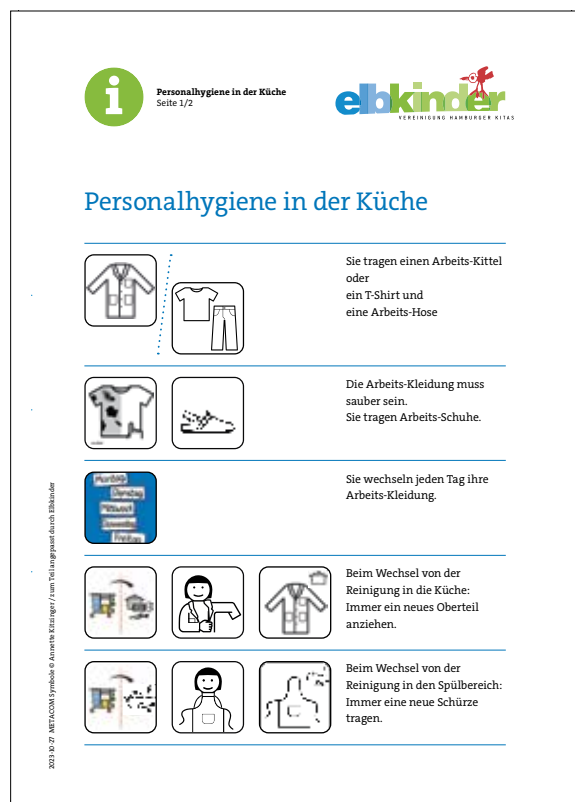 Personalhygiene in der Küche
Seite 1/2
elbkinder
VEREINIGUNG HAMBURGER KITAS
Personalhygiene in der Küche
Sie tragen einen Arbeits-Kittel
oder
ein T-Shirt und
eine Arbeits-Hose
Die Arbeits-Kleidung muss
sauber sein.
Sie tragen Arbeits-Schuhe.
Montag
Dienstag
Mittwoch
Donnerstag
Freitag
Sie wechseln jeden Tag ihre
Arbeits-Kleidung.
Beim Wechsel von der
Reinigung in die Küche:
Immer ein neues Oberteil
anziehen.
Beim Wechsel von der
Reinigung in den Spülbereich:
Immer eine neue Schürze
tragen.
2023-10-27 METACOM Symbole © Annette Kitzinger / zum Teil angepasst durch Elbkinder